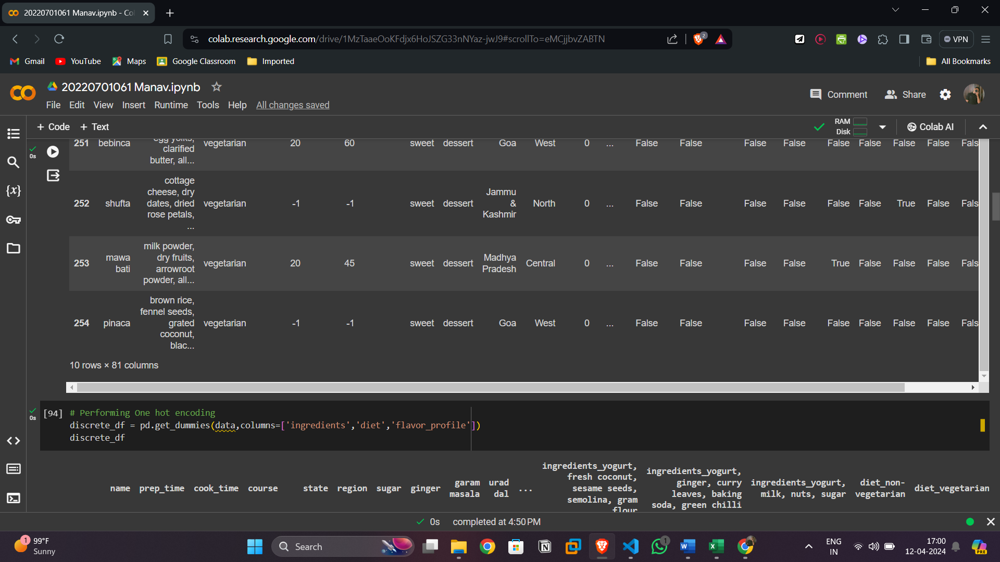 20220701061 Manav.ipynb - Co
colab.research.google.com/drive/1MzTaaeOoKFdjx6HoJSZG33nNYaz-jwJ9#scrollTo=eMCjjbvZABTN
2
VPN
Gmail YouTube Maps Google Classroom Imported All Bookmarks
20220701061 Manav.ipynb
Comment Share
File Edit View Insert Runtime Tools Help All changes saved
+ Code + Text
RAM
Disk
Colab AI
0s
251 bebinca egg yolks, clarified butter, all... vegetarian 20 60 sweet dessert Goa West 0 ... False False False False False False False False Fals
252 shufta cottage cheese, dry dates, dried rose petals, ... vegetarian -1 -1 sweet dessert Jammu & Kashmir North 0 ... False False False False False False True False Fals
253 mawa bati milk powder, dry fruits, arrowroot powder, all... vegetarian 20 45 sweet dessert Madhya Pradesh Central 0 ... False False False False True False False False Fals
254 pinaca brown rice, fennel seeds, grated coconut, blac... vegetarian -1 -1 sweet dessert Goa West 0 ... False False False False False False False False Fals
10 rows × 81 columns
0s
[94] # Performing One hot encoding
discrete_df = pd.get_dummies(data,columns=['ingredients','diet','flavor_profile'])
discrete_df
name prep_time cook_time course state region sugar ginger garam masala urad dal ... ingredients_yogurt, fresh coconut, sesame seeds, semolina, gram flour ingredients_yogurt, ginger, curry leaves, baking soda, green chilli ingredients_yogurt, milk, nuts, sugar diet_non-vegetarian diet_vegetarian
0s completed at 4:50 PM
1
99°F
Sunny
Search
1
ENG
IN
17:00
12-04-2024
PRE